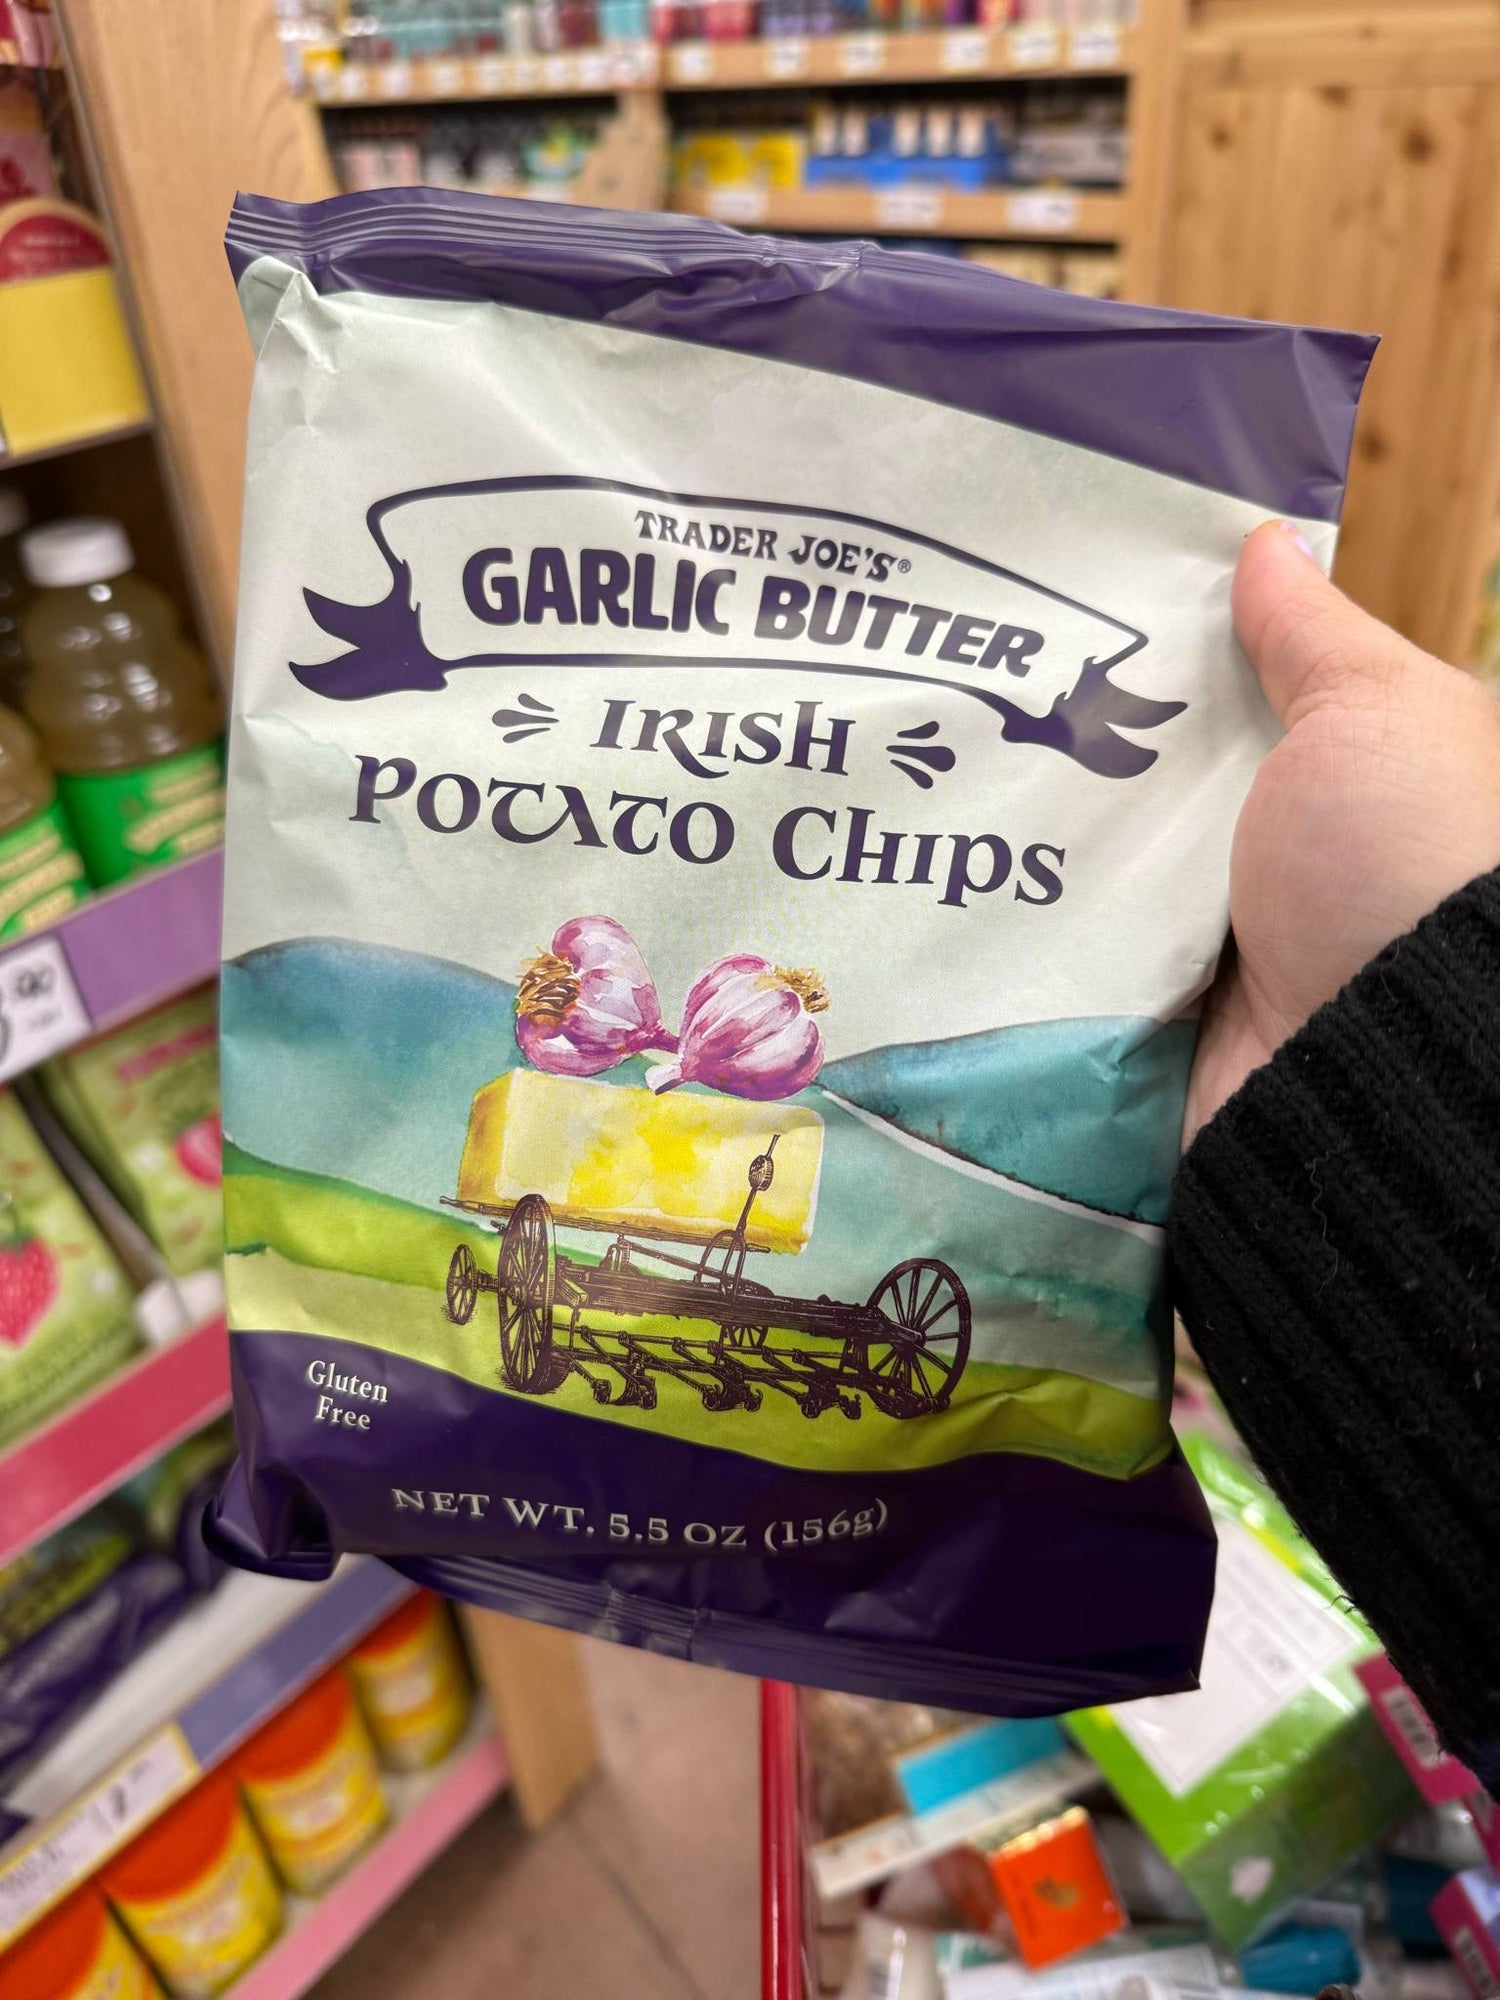 TRADER JOE'S®
GARLIC BUTTER
IRISH
POTATO CHIPS
Gluten
Free
NET WT. 5.5 OZ (156g)